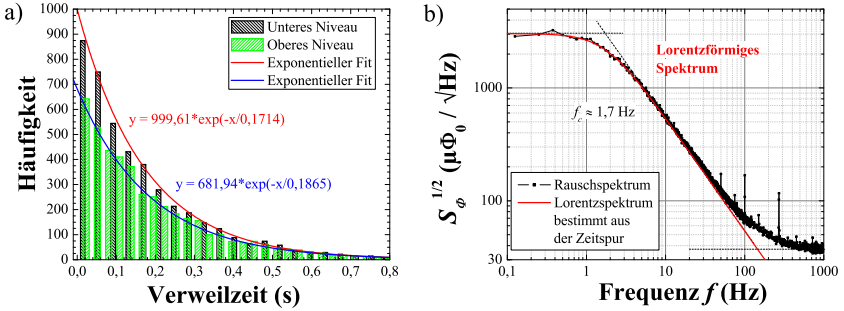 a)
Häufigkeit
1000
900
800
700
600
500
400
300
200
100
0
Unteres Niveau
Oberes Niveau
Exponentieller Fit
Exponentieller Fit
y = 999,61*exp(-x/0,1714)
y = 681,94*exp(-x/0,1865)
0,0 0,1 0,2 0,3 0,4 0,5 0,6 0,7 0,8
Verweilzeit (s)
b)
S_Φ^1/2 (µΦ₀ / √Hz)
1000
100
30
Lorentzförmiges
Spektrum
f_c ≈ 1,7 Hz
Rauschspektrum
Lorentzspektrum
bestimmt aus
der Zeitspur
0,1 1 10 100 1000
Frequenz f (Hz)